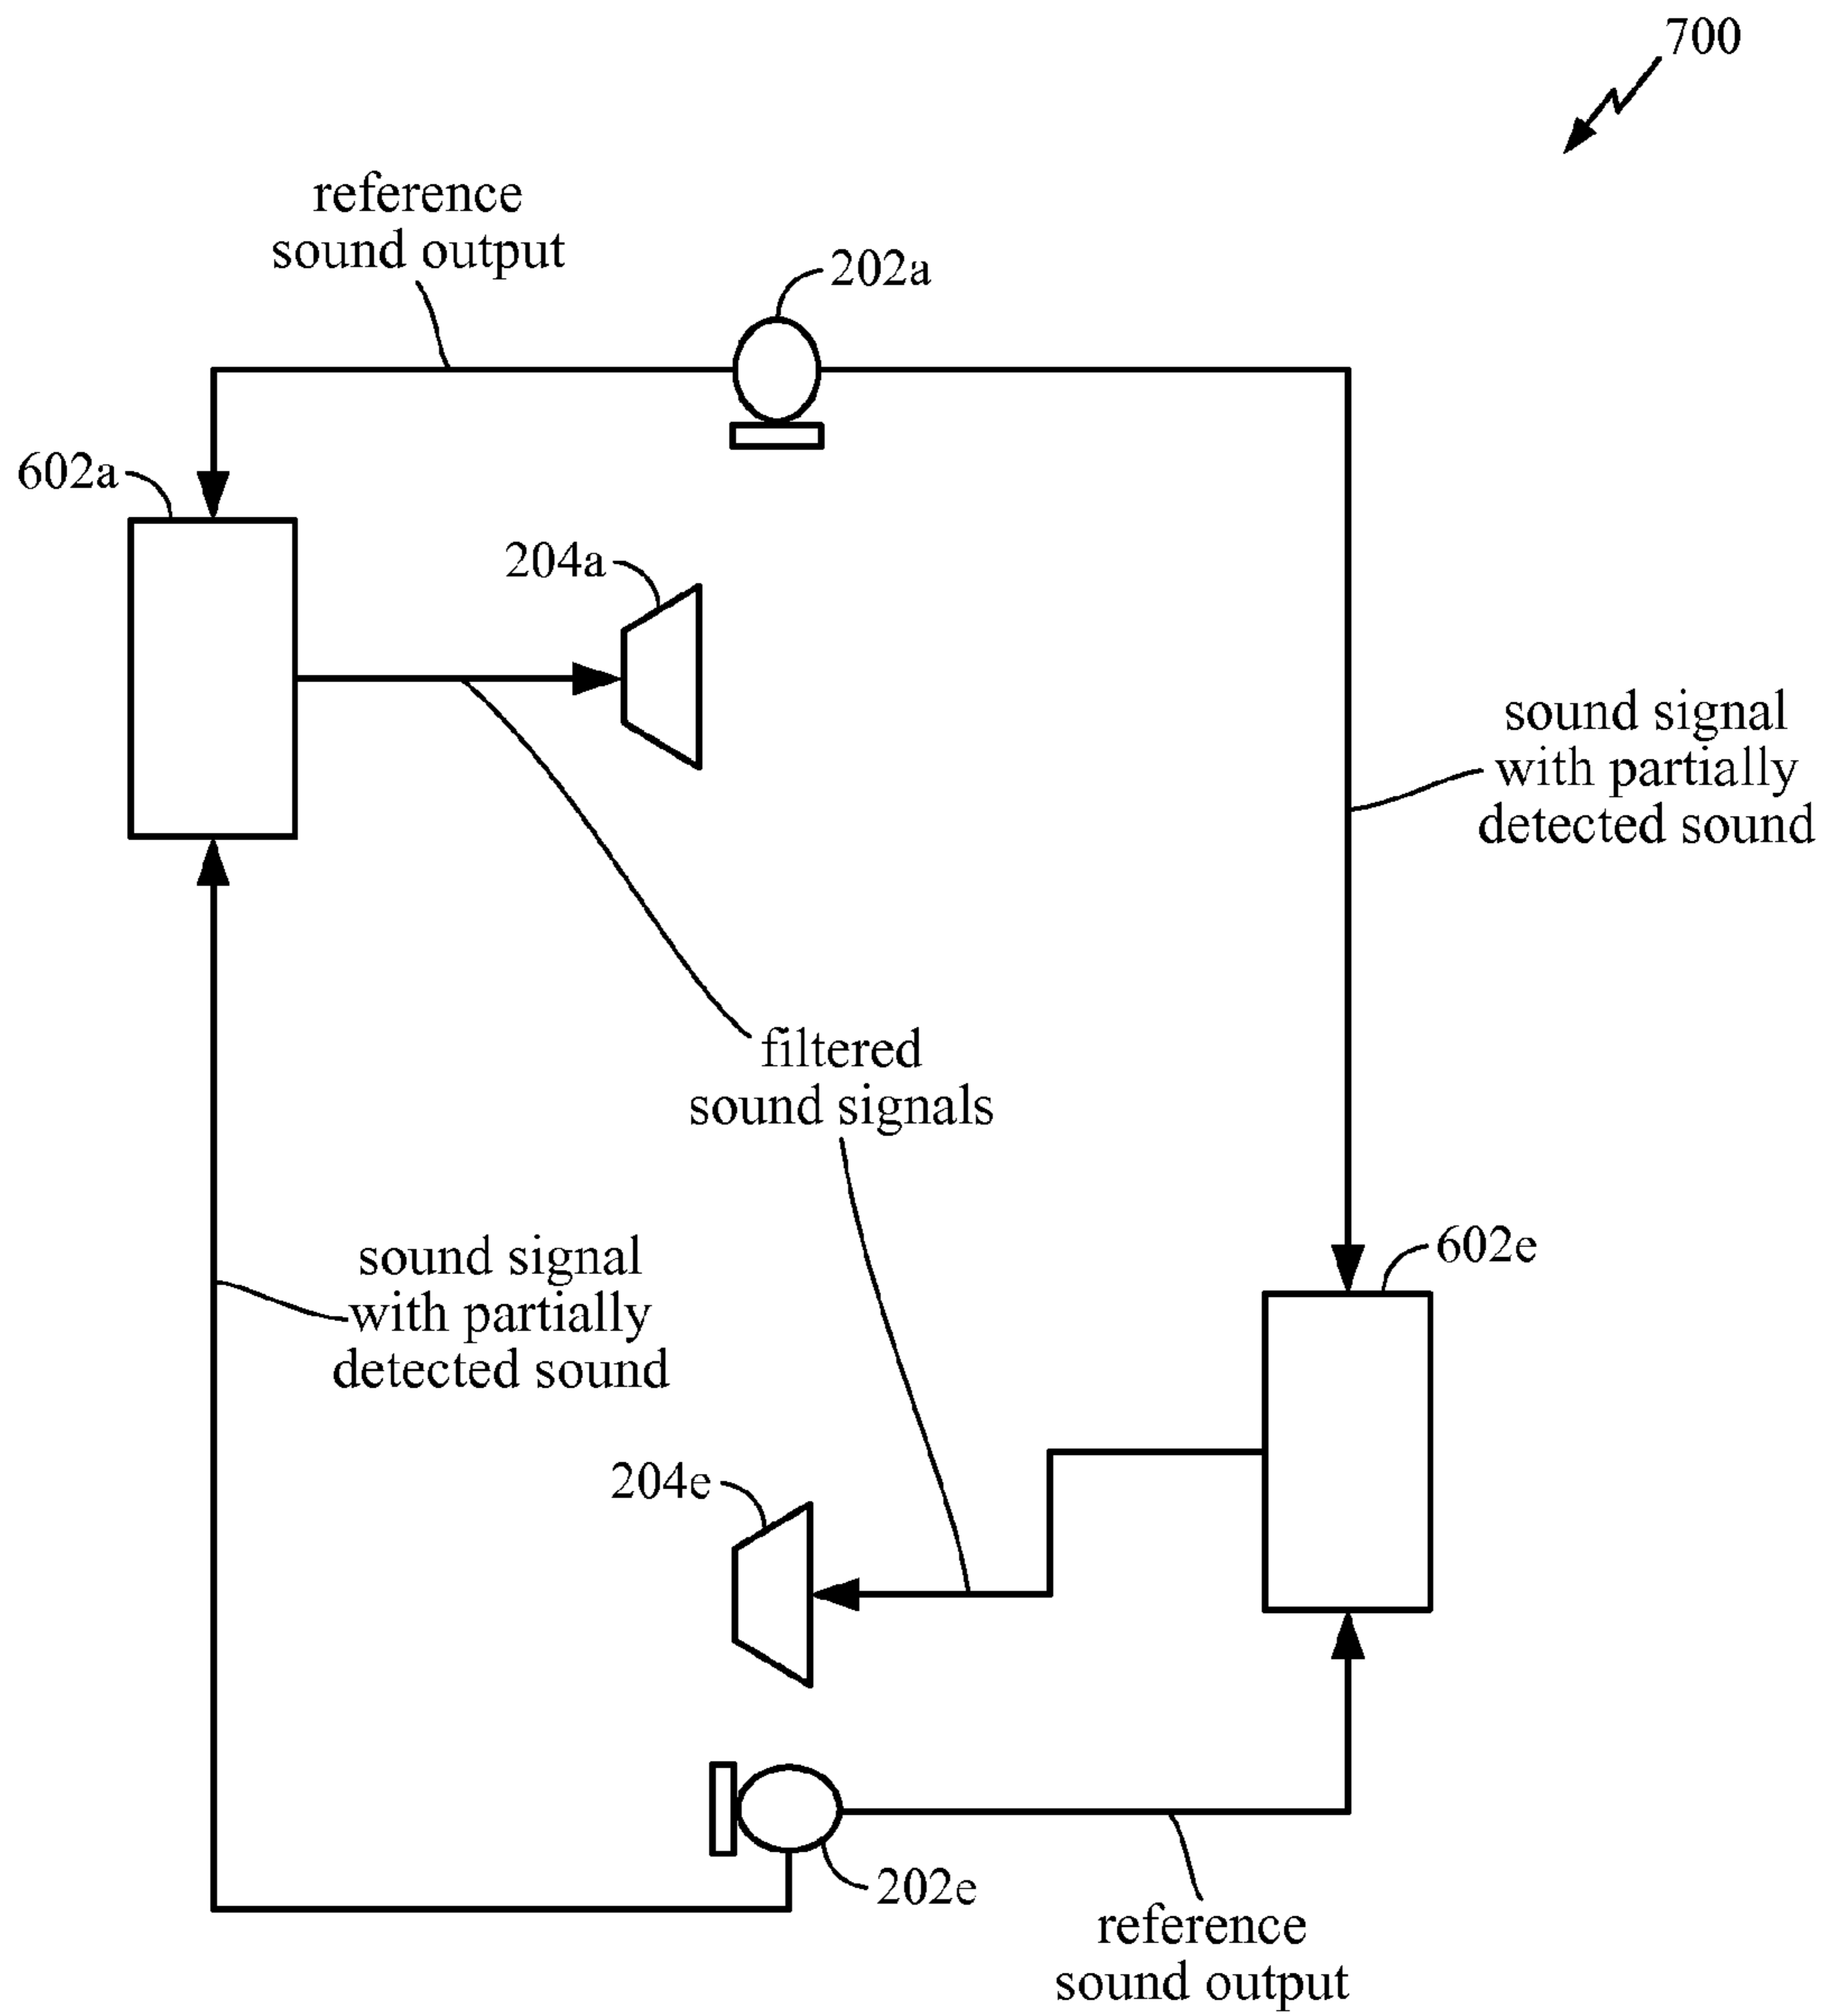 700
reference
sound output
202a
602a
204a
sound signal
with partially
detected sound
filtered
sound signals
sound signal
with partially
detected sound
602e
204e
202e
reference
sound output